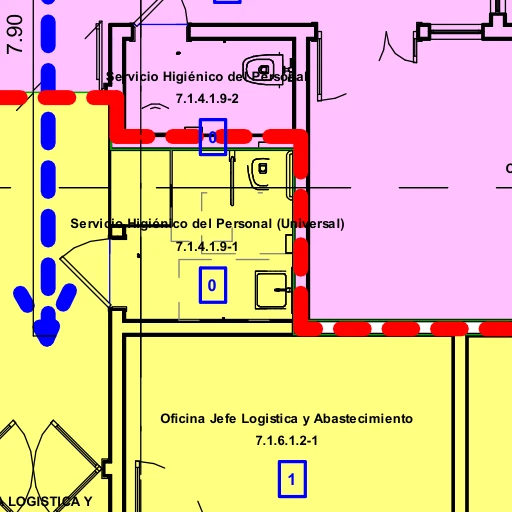 7.90
Servicio Higiénico del Personal
7.1.4.1.9-2
0
Servicio Higiénico del Personal (Universal)
7.1.4.1.9-1
0
Oficina Jefe Logistica y Abastecimiento
7.1.6.1.2-1
1
LOGISTICA Y